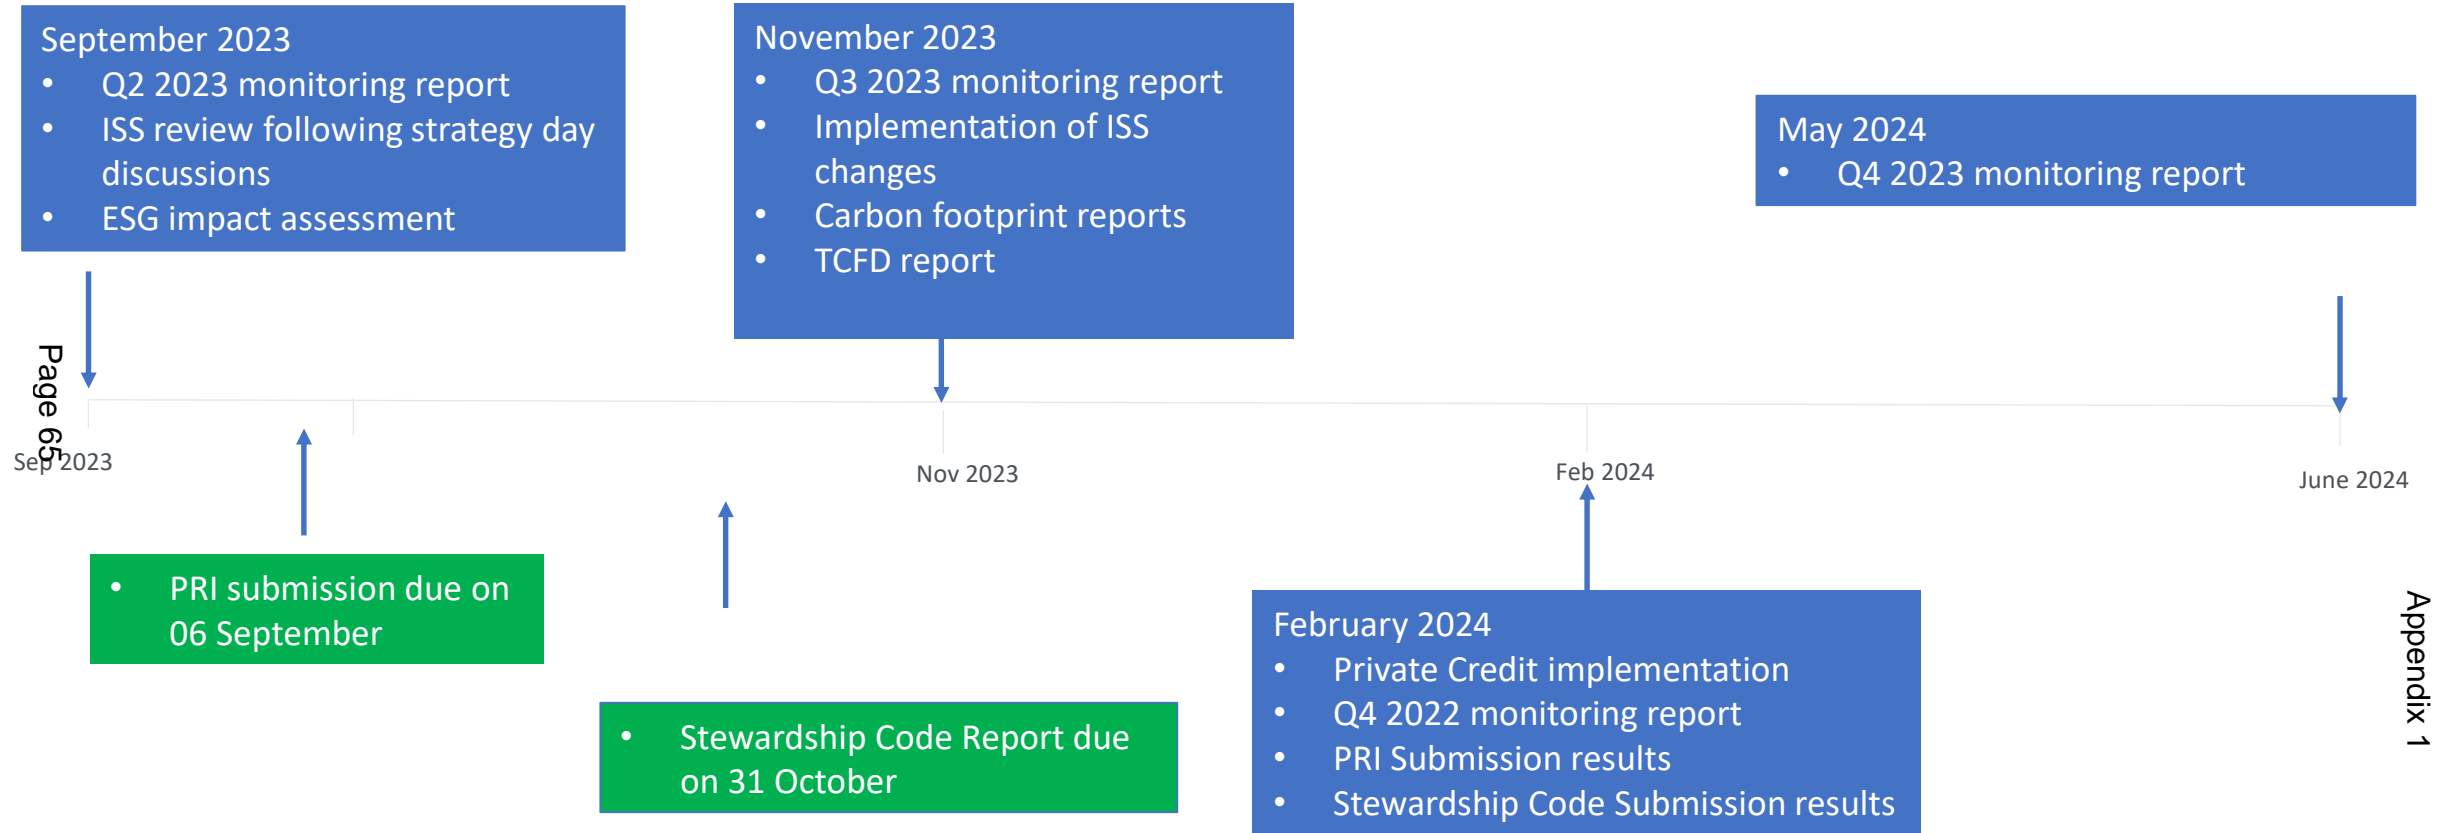 September 2023
• Q2 2023 monitoring report
• ISS review following strategy day
discussions
• ESG impact assessment
November 2023
• Q3 2023 monitoring report
• Implementation of ISS
changes
• Carbon footprint reports
• TCFD report
May 2024
• Q4 2023 monitoring report
Page 65
Sep 2023
Nov 2023
Feb 2024
June 2024
• PRI submission due on
06 September
• Stewardship Code Report due
on 31 October
February 2024
• Private Credit implementation
• Q4 2022 monitoring report
• PRI Submission results
• Stewardship Code Submission results
Appendix 1